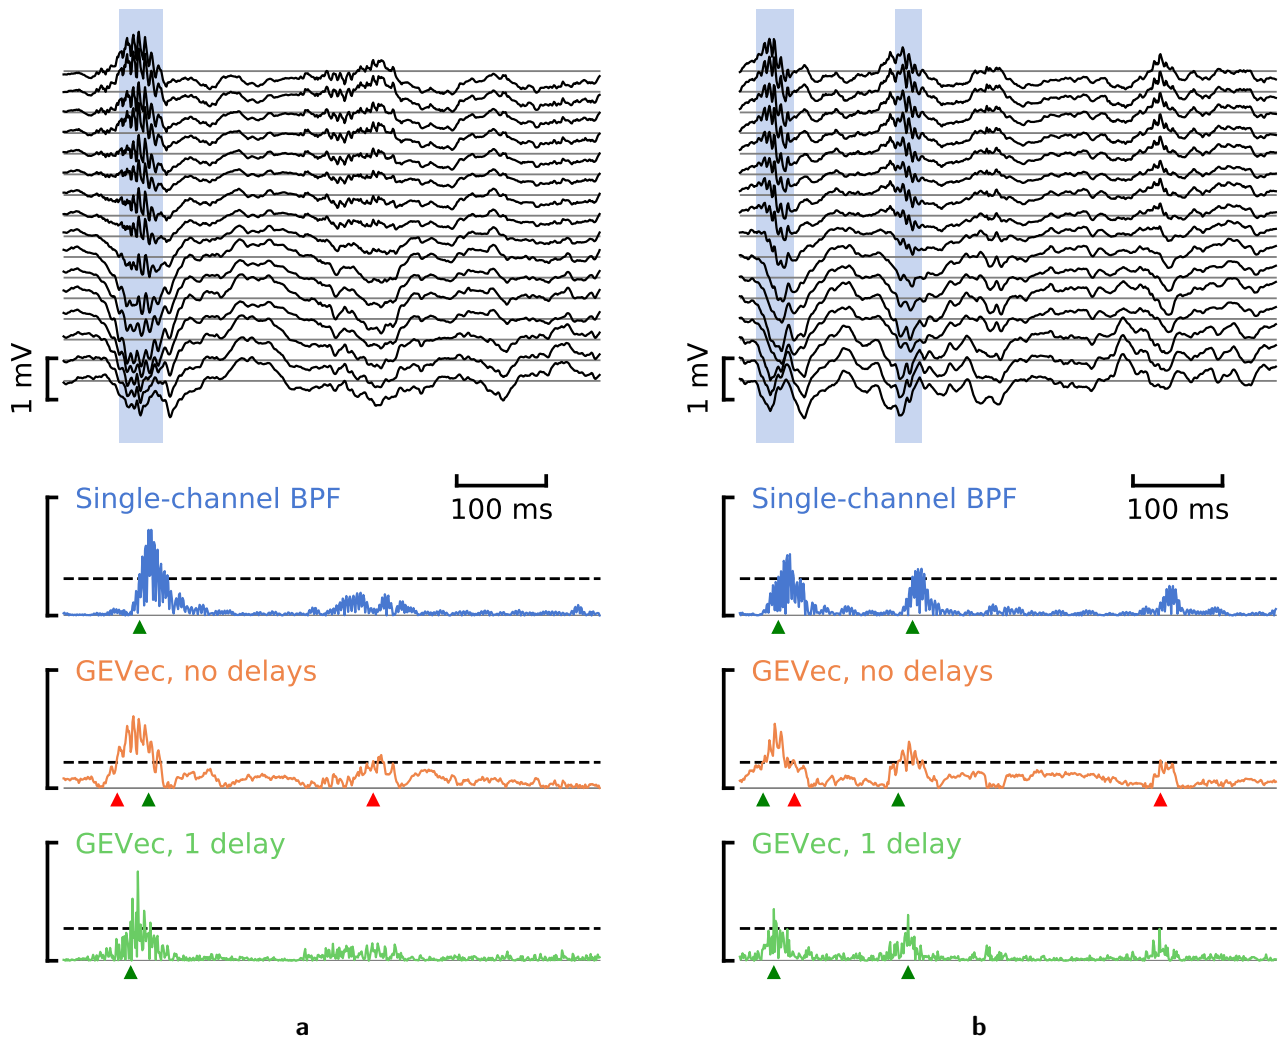 1 mV
1 mV
Single-channel BPF
100 ms
Single-channel BPF
100 ms
GEVec, no delays
GEVec, no delays
GEVec, 1 delay
GEVec, 1 delay
a
b